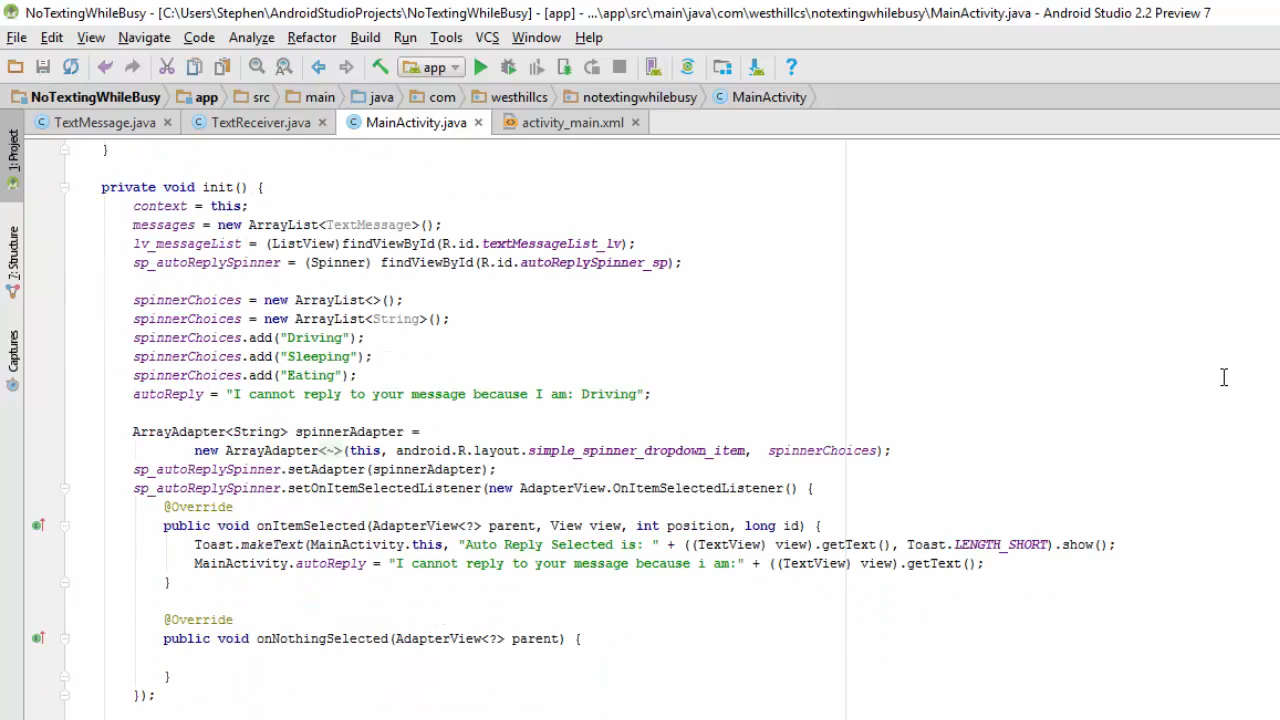 NoTextingWhileBusy - [C:\Users\Stephen\AndroidStudioProjects\NoTextingWhileBusy] - [app] - ...\app\src\main\java\com\westhillcs\notextingwhilebusy\MainActivity.java - Android Studio 2.2 Preview 7
File Edit View Navigate Code Analyze Refactor Build Run Tools VCS Window Help
app
NoTextingWhileBusy app src main java com westhillcs notextingwhilebusy MainActivity
TextMessage.java TextReceiver.java MainActivity.java activity_main.xml
1: Project
7: Structure
Captures
}
private void init() {
context = this;
messages = new ArrayList<TextMessage>();
lv_messageList = (ListView)findViewById(R.id.textMessageList_lv);
sp_autoReplySpinner = (Spinner) findViewById(R.id.autoReplySpinner_sp);
spinnerChoices = new ArrayList<>();
spinnerChoices = new ArrayList<String>();
spinnerChoices.add("Driving");
spinnerChoices.add("Sleeping");
spinnerChoices.add("Eating");
autoReply = "I cannot reply to your message because I am: Driving";
ArrayAdapter<String> spinnerAdapter =
new ArrayAdapter<~>(this, android.R.layout.simple_spinner_dropdown_item, spinnerChoices);
sp_autoReplySpinner.setAdapter(spinnerAdapter);
sp_autoReplySpinner.setOnItemSelectedListener(new AdapterView.OnItemSelectedListener() {
@Override
public void onItemSelected(AdapterView<?> parent, View view, int position, long id) {
Toast.makeText(MainActivity.this, "Auto Reply Selected is: " + ((TextView) view).getText(), Toast.LENGTH_SHORT).show();
MainActivity.autoReply = "I cannot reply to your message because i am:" + ((TextView) view).getText();
}
@Override
public void onNothingSelected(AdapterView<?> parent) {
}
});